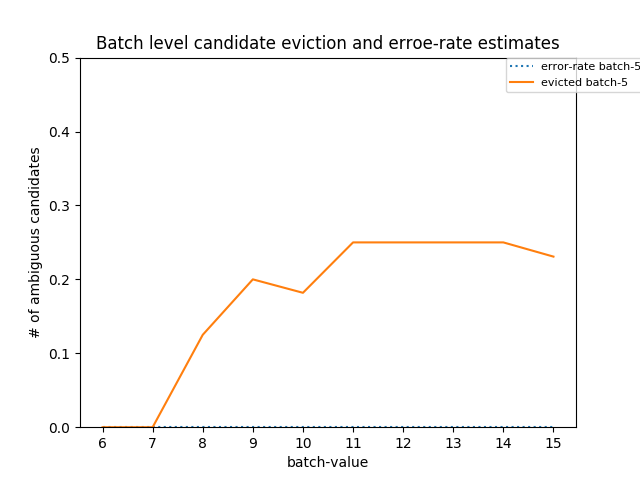 Batch level candidate eviction and erroe-rate estimates
error-rate batch-5
evicted batch-5
# of ambiguous candidates
0.5
0.4
0.3
0.2
0.1
0.0
6 7 8 9 10 11 12 13 14 15
batch-value